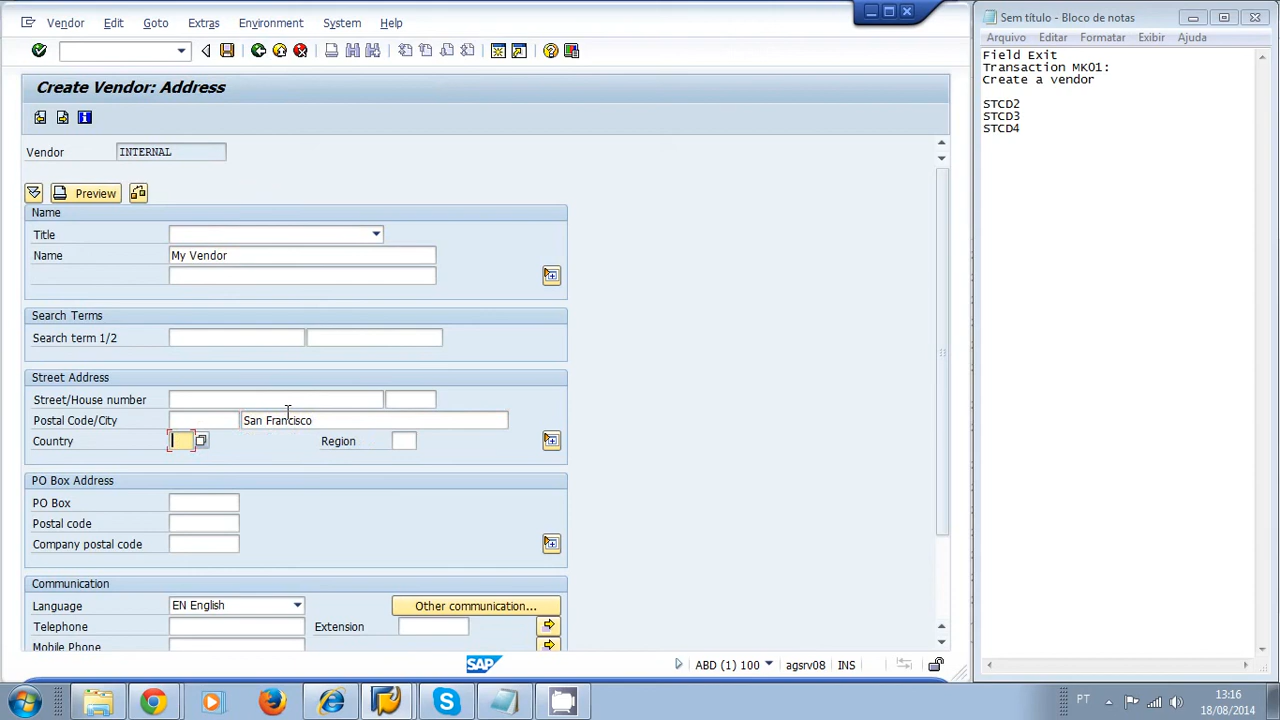 Vendor Edit Goto Extras Environment System Help
Create Vendor: Address
Vendor INTERNAL
Preview
Name
Title
Name My Vendor
Search Terms
Search term 1/2
Street Address
Street/House number
Postal Code/City San Francisco
Country Region
PO Box Address
PO Box
Postal code
Company postal code
Communication
Language EN English Other communication...
Telephone Extension
Mobile Phone
SAP ABD (1) 100 agsrv08 INS
Sem título - Bloco de notas
Arquivo Editar Formatar Exibir Ajuda
Field Exit
Transaction MK01:
Create a vendor
STCD2
STCD3
STCD4
PT 13:16
18/08/2014